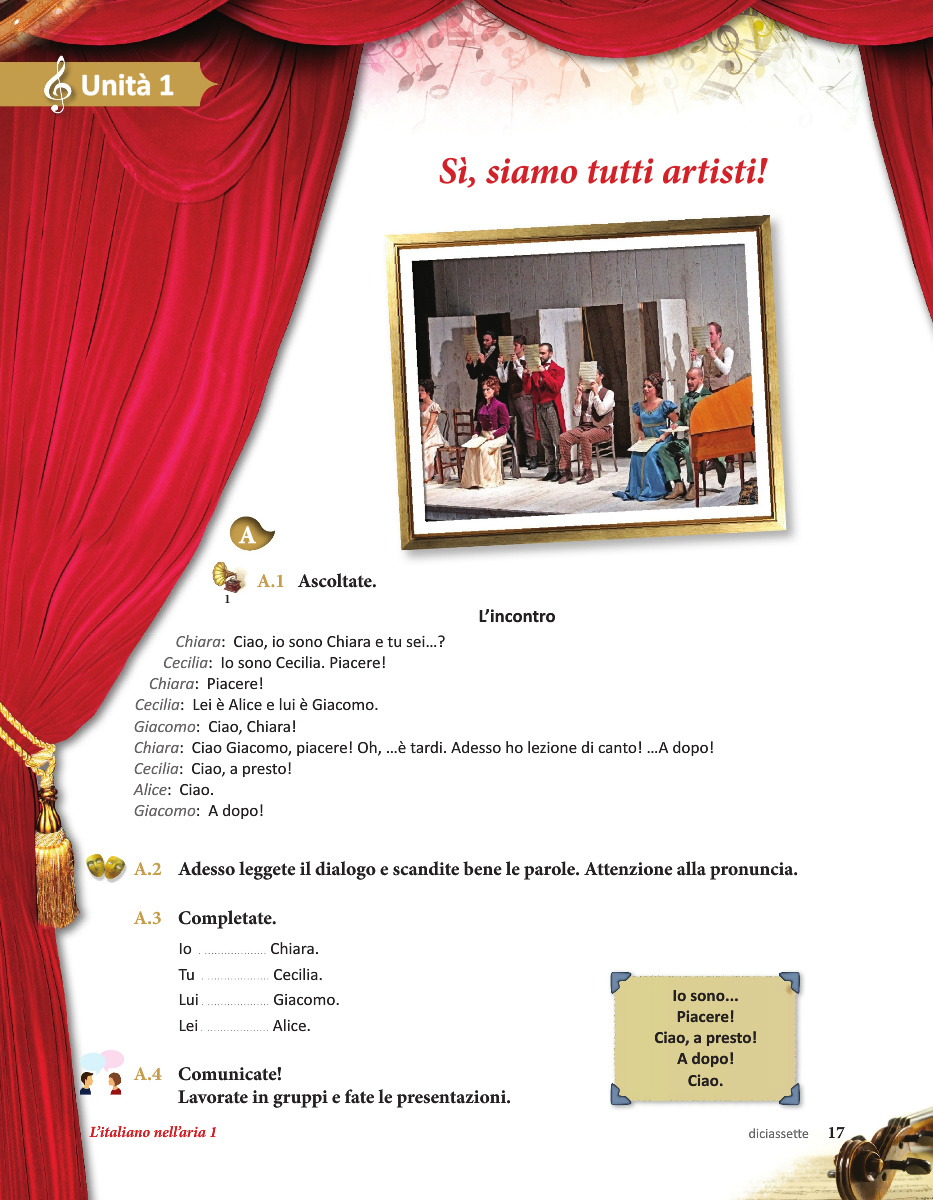 Unità 1
Sì, siamo tutti artisti!
A
A.1 Ascoltate.
1
L'incontro
Chiara: Ciao, io sono Chiara e tu sei...?
Cecilia: Io sono Cecilia. Piacere!
Chiara: Piacere!
Cecilia: Lei è Alice e lui è Giacomo.
Giacomo: Ciao, Chiara!
Chiara: Ciao Giacomo, piacere! Oh, ...è tardi. Adesso ho lezione di canto! ...A dopo!
Cecilia: Ciao, a presto!
Alice: Ciao.
Giacomo: A dopo!
A.2 Adesso leggete il dialogo e scandite bene le parole. Attenzione alla pronuncia.
A.3 Completate.
Io .................... Chiara.
Tu .................... Cecilia.
Lui .................... Giacomo.
Lei .................... Alice.
Io sono...
Piacere!
Ciao, a presto!
A dopo!
Ciao.
A.4 Comunicate!
Lavorate in gruppi e fate le presentazioni.
L'italiano nell'aria 1
diciassette 17